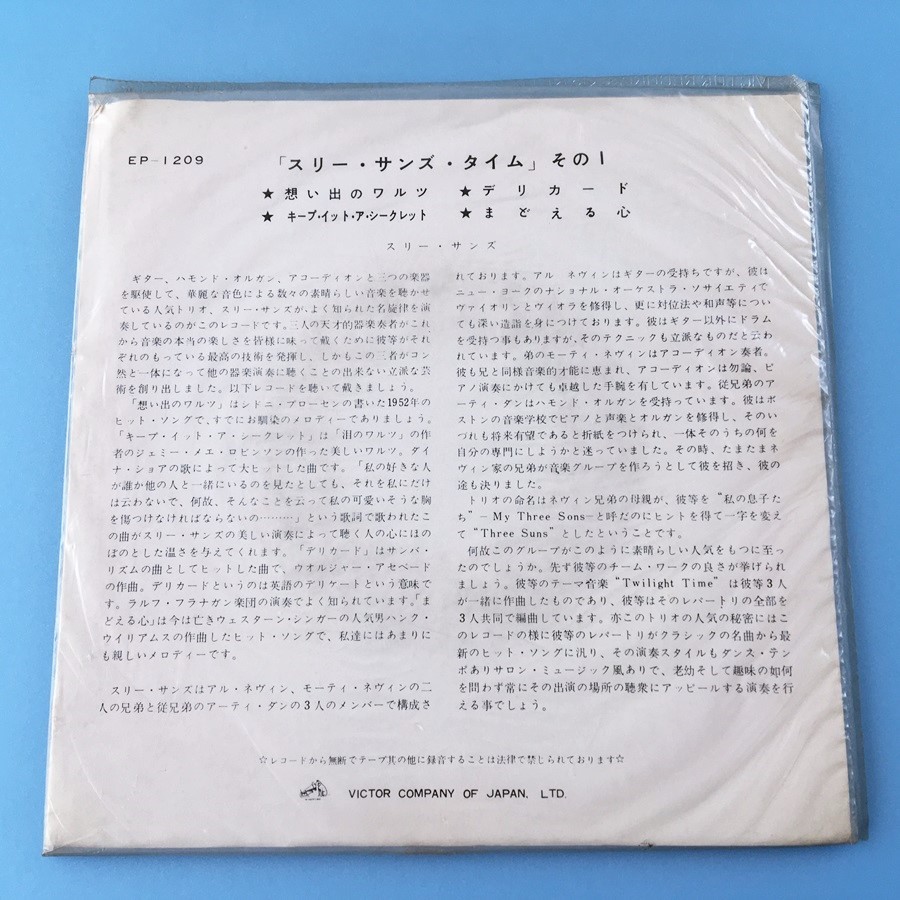 EP-1209
「スリー・サンズ・タイム」その1
★ 想い出のワルツ ★ デリカード
★ キープ・イット・ア・シークレット ★ まどえる心
スリー・サンズ
ギター、ハモンド・オルガン、アコーディオンと三つの楽器
を駆使して、華麗な音色による数々の素晴らしい音楽を聴かせ
ている人気トリオ、スリー・サンズが、よく知られた名旋律を演
奏しているのがこのレコードです。三人の天才的器楽奏者がこれ
から音楽の本当の楽しさを皆様に味って戴くために彼等がそれ
ぞれのもっている最高の技術を発揮し、しかもこの三者がコン
然と一体になって他の器楽演奏に聴くことの出来ない立派な芸
術を創り出しました。以下レコードを聴いて戴きましょう。
「想い出のワルツ」はシドニ・プローセンの書いた1952年の
ヒット・ソングで、すでにお馴染のメロディーでありましょう。
「キープ・イット・ア・シークレット」は「泪のワルツ」の作
者のジェミー・メエ・ロビンソンの作った美しいワルツ。ダイ
ナ・ショアの歌によって大ヒットした曲です。「私の好きな人
が誰か他の人と一緒にいるのを見たとしても、それを私にだけ
は云わないで、何故、そんなことを云って私の可愛いそうな胸
を傷つけなければならないの………」という歌詞で歌われたこ
の曲がスリー・サンズの美しい演奏によって聴く人の心にはの
ぼのとした温さを与えてくれます。「デリカード」はサンバ・
リズムの曲としてヒットした曲で、ウオルジャー・アセベード
の作曲。デリカードというのは英語のデリケートという意味で
す。ラルフ・フラナガン楽団の演奏でよく知られています。「ま
どえる心」は今は亡きウェスターン・シンガーの人気男ハンク・
ウイリアムスの作曲したヒット・ソングで、私達にはあまりに
も親しいメロディーです。
スリー・サンズはアル・ネヴィン、モーティ・ネヴィンの二
人の兄弟と従兄弟のアーティ・ダンの3人のメンバーで構成さ
れております。アル・ネヴィンはギターの受持ちですが、彼は
ニュー・ヨークのナショナル・オーケストラ・ソサイエティで
ヴァイオリンとヴィオラを修得し、更に対位法や和声等につい
ても深い造詣を身につけております。彼はギター以外にドラム
を受持つ事もありますが、そのテクニックも立派なものだと云わ
れています。弟のモーティ・ネヴィンはアコーディオン奏者。
彼も兄と同様音楽的才能に恵まれ、アコーディオンは勿論、ピ
アノ演奏にかけても卓越した手腕を有しています。従兄弟のア
ーティ・ダンはハモンド・オルガンを受持っています。彼はボ
ストンの音楽学校でピアノと声楽とオルガンを修得し、そのい
づれも将来有望であると折紙をつけられ、一体そのうちの何を
自分の専門にしようかと迷っていました。その時、たまたまネ
ヴィン家の兄弟が音楽グループを作ろうとして彼を招き、彼の
途も決りました。
トリオの命名はネヴィン兄弟の母親が、彼等を“私の息子た
ち”－My Three Sons－と呼だのにヒントを得て一字を変え
て“Three Suns”としたということです。
何故このグループがこのように素晴らしい人気をもつに至っ
たのでしょうか。先ず彼等のチーム・ワークの良さが挙げられ
ましょう。彼等のテーマ音楽“Twilight Time”は彼等3人
が一緒に作曲したものであり、彼等はそのレパートリの全部を
3人共同で編曲しています。亦このトリオの人気の秘密にはこ
のレコードの様に彼等のレパートリがクラシックの名曲から最
新のヒット・ソングに汎り、その演奏スタイルもダンス・テン
ポありサロン・ミュージック風ありで、老幼そして趣味の如何
を問わず常にその出演の場所の聴衆にアッピールする演奏を行
える事でしょう。
☆レコードから無断でテープ其の他に録音することは法律で禁じられております☆
VICTOR COMPANY OF JAPAN, LTD.